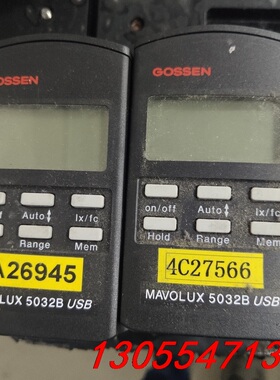 GOSSEN
GOSSEN
Auto lx/fc
Range Mem
A26945
LUX 5032B USB
on/off Auto lx/fc
Hold Range Mem
4C27566
MAVOLUX 5032B USB
130554713